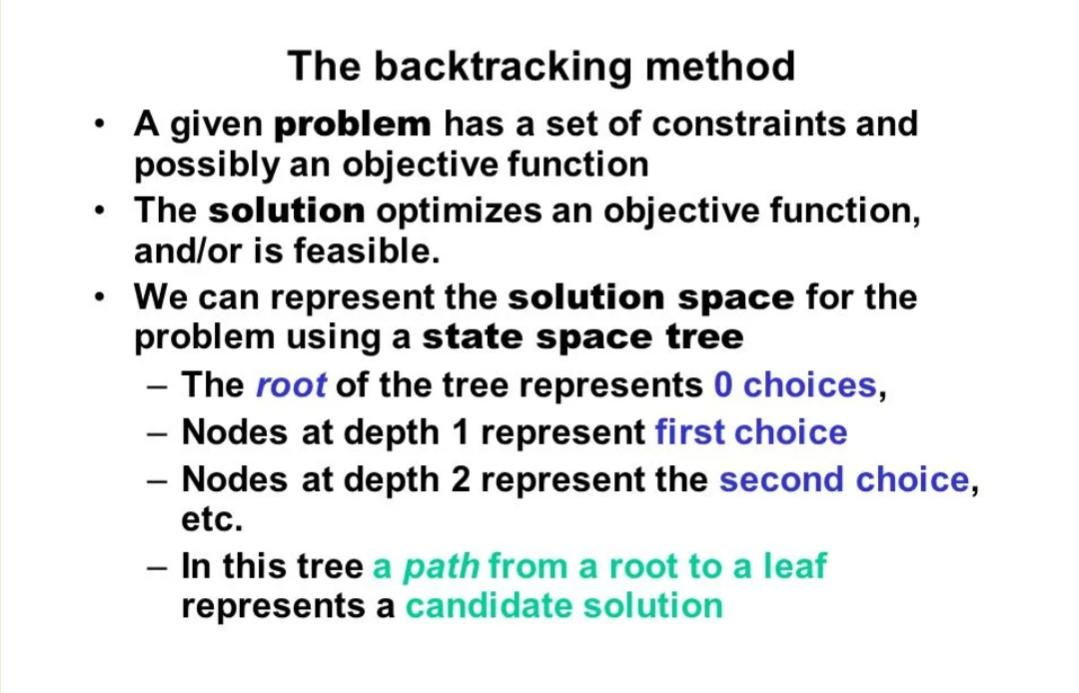 The backtracking method
• A given problem has a set of constraints and
possibly an objective function
• The solution optimizes an objective function,
and/or is feasible.
• We can represent the solution space for the
problem using a state space tree
– The root of the tree represents 0 choices,
– Nodes at depth 1 represent first choice
– Nodes at depth 2 represent the second choice,
etc.
– In this tree a path from a root to a leaf
represents a candidate solution